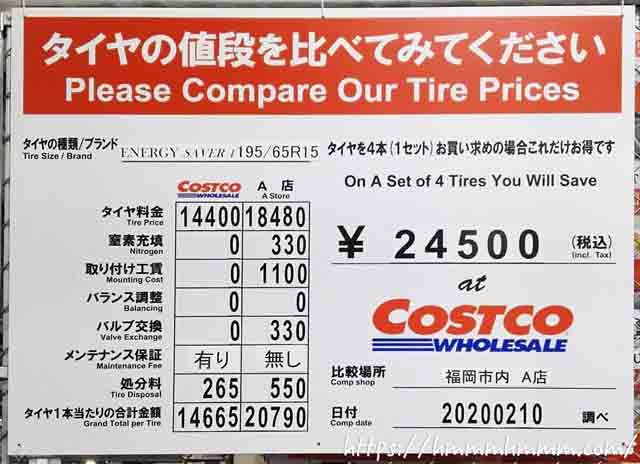 タイヤの値段を比べてみてください
Please Compare Our Tire Prices
タイヤの種類/ブランド ENERGY SAVER 4 195/65R15 タイヤを4本(1セット)お買い求めの場合これだけお得です
Tire Size / Brand
On A Set of 4 Tires You Will Save
COSTCO WHOLESALE A 店
A Store
タイヤ料金 14400 18480
Tire Price
窒素充填 0 330
Nitrogen
¥ 24500 (税込)
(incl. Tax)
取り付け工賃 0 1100
Mounting Cost
at
バランス調整 0 0
Balancing
COSTCO
WHOLESALE
バルブ交換 0 330
Valve Exchange
メンテナンス保証 有り 無し
Maintenance Fee
比較場所 福岡市内 A店
Comp shop
処分料 265 550
Tire Disposal
タイヤ1本当たりの合計金額 14665 20790
Grand Total per Tire
日付 20200210 調べ
Comp date
https://hmmmhmmm.com/